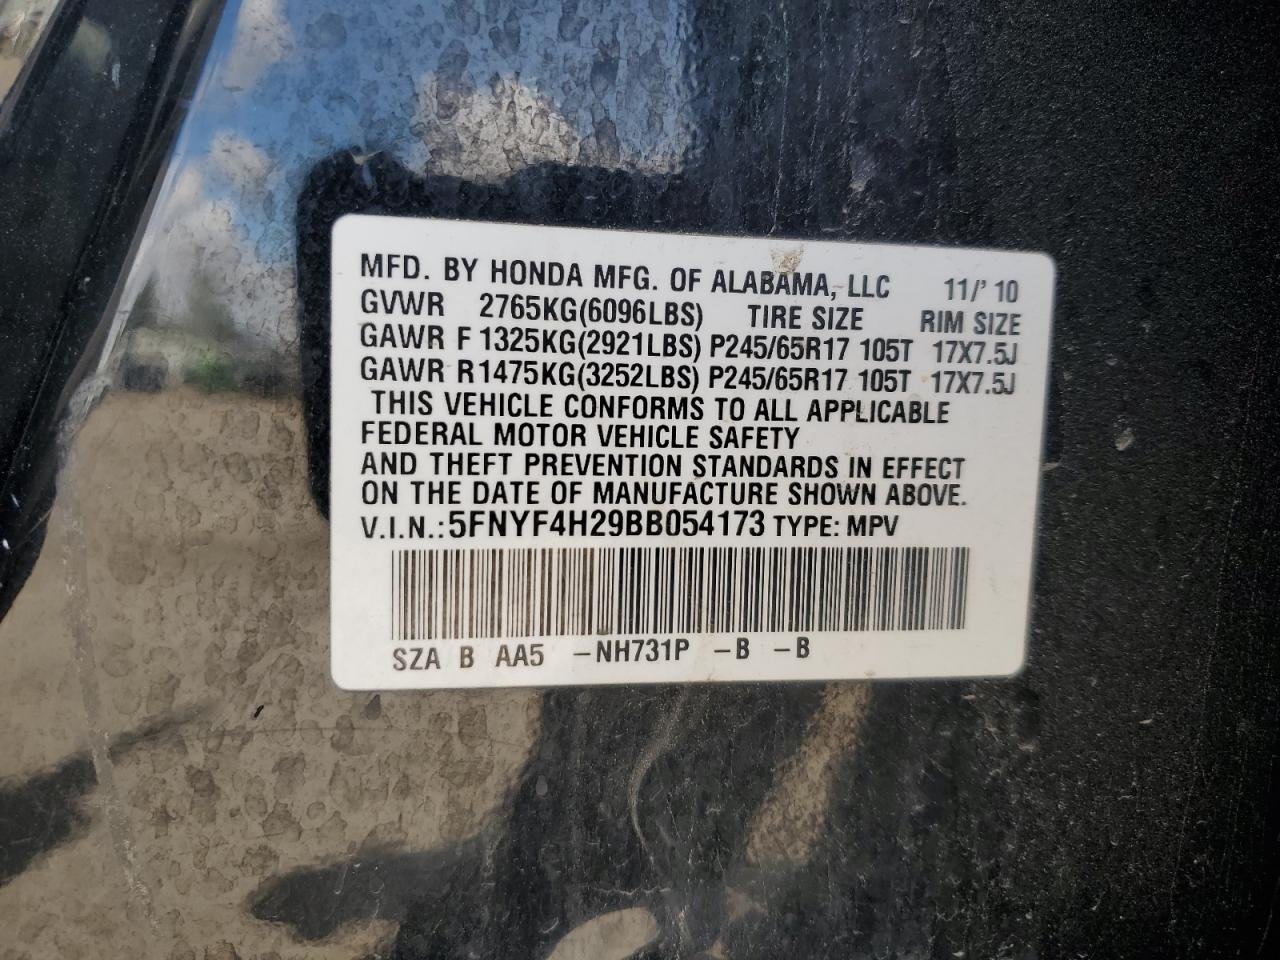 MFD. BY HONDA MFG. OF ALABAMA, LLC 11/' 10
GVWR 2765KG(6096LBS) TIRE SIZE RIM SIZE
GAWR F 1325KG(2921LBS) P245/65R17 105T 17X7.5J
GAWR R1475KG(3252LBS) P245/65R17 105T 17X7.5J
THIS VEHICLE CONFORMS TO ALL APPLICABLE
FEDERAL MOTOR VEHICLE SAFETY
AND THEFT PREVENTION STANDARDS IN EFFECT
ON THE DATE OF MANUFACTURE SHOWN ABOVE.
V.I.N.: 5FNYF4H29BB054173 TYPE: MPV
SZA B AA5 –NH731P –B –B